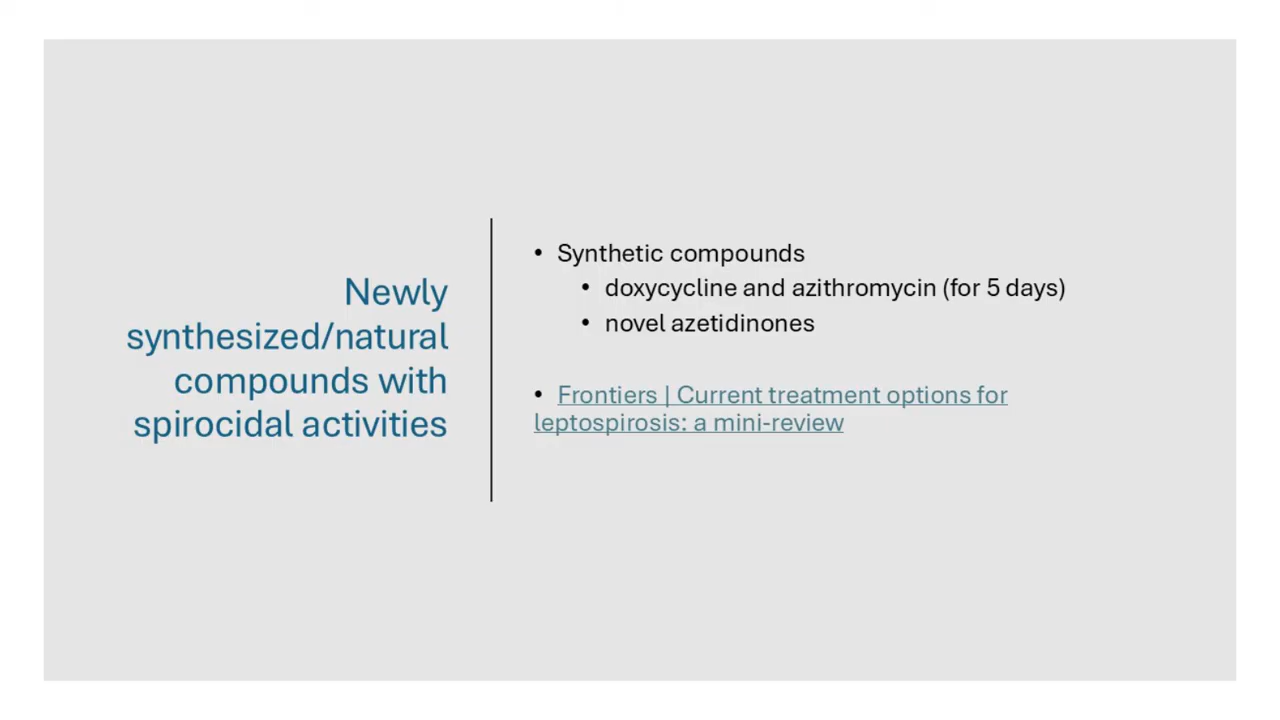 Newly
synthesized/natural
compounds with
spirocidal activities
• Synthetic compounds
• doxycycline and azithromycin (for 5 days)
• novel azetidinones
• Frontiers | Current treatment options for
leptospirosis: a mini-review